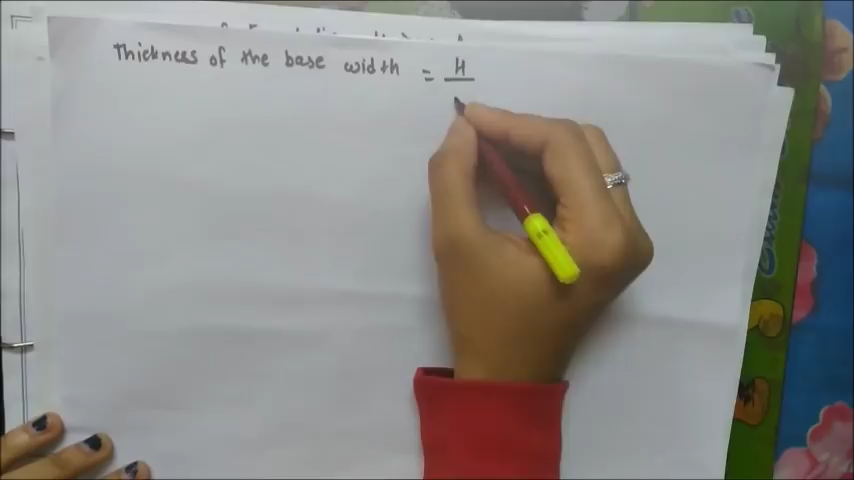 Thickness of the base width = H